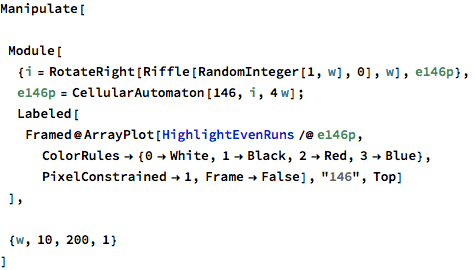 Manipulate[
Module[
{i = RotateRight[Riffle[RandomInteger[1, w], 0], w], e146p},
e146p = CellularAutomaton[146, i, 4 w];
Labeled[
Framed@ArrayPlot[HighlightEvenRuns /@ e146p,
ColorRules → {0 → White, 1 → Black, 2 → Red, 3 → Blue},
PixelConstrained → 1, Frame → False], "146", Top]
],
{w, 10, 200, 1}
]